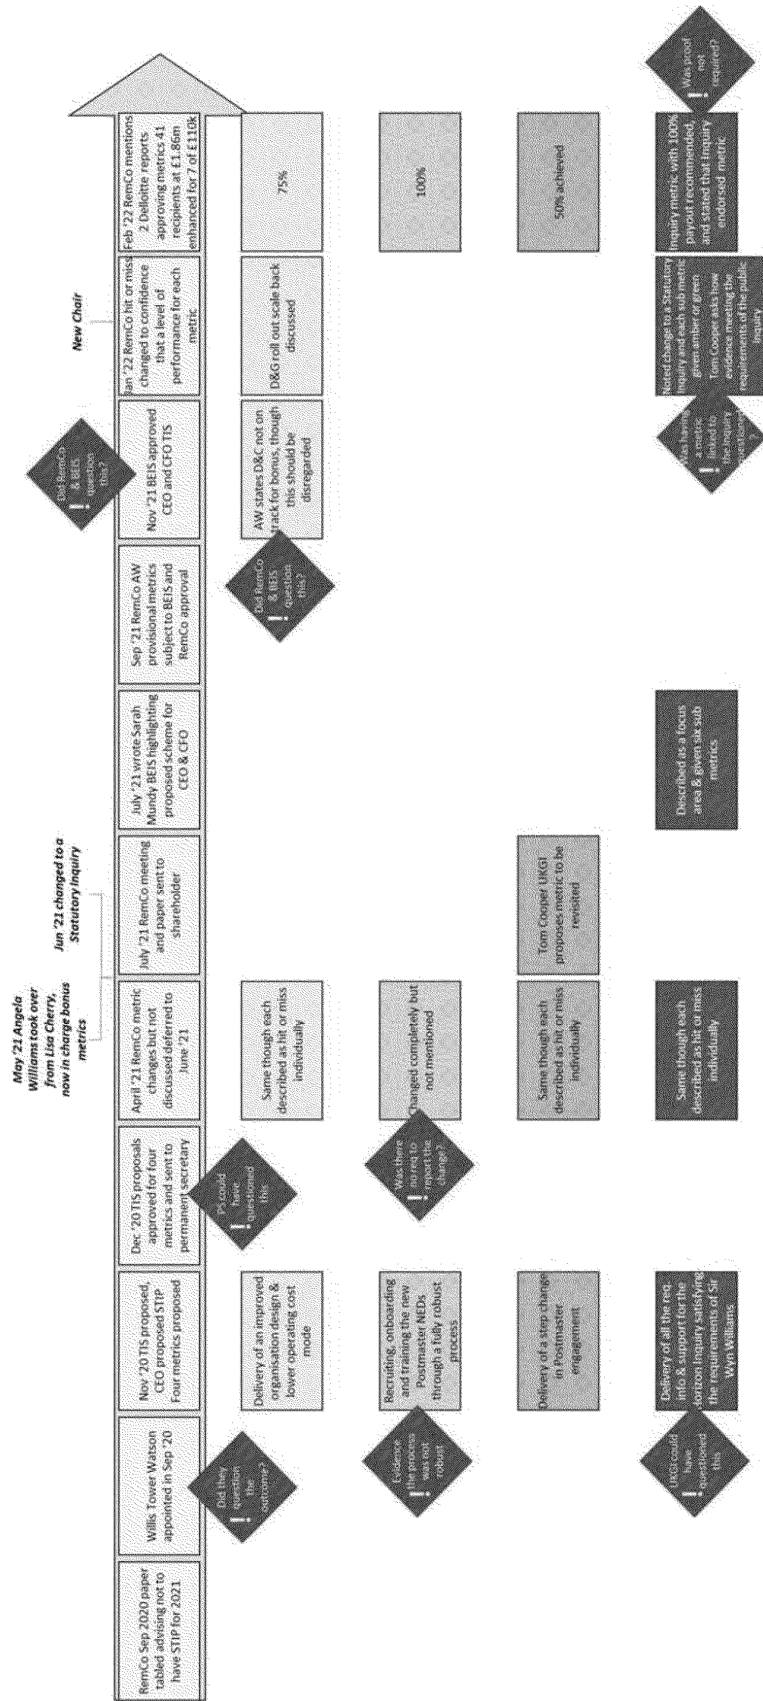 May '21 Angela
Williams took over
from Lisa Cherry,
now in charge bonus
metrics
Jun '21 changed to a
Statutory Inquiry
New Chair
RemCo Sep 2020 paper
tabled advising not to
have STIP for 2021
Willis Tower Watson
appointed in Sep '20
Nov '20 TIS proposed,
CEO proposed STIP
Four metrics proposed
Dec '20 TIS proposals
approved for four
metrics and sent to
permanent secretary
April '21 RemCo metric
changes but not
discussed deferred to
June '21
July '21 RemCo meeting
and paper sent to
shareholder
July '21 wrote Sarah
Mundy BEIS highlighting
proposed scheme for
CEO & CFO
Sep '21 RemCo AW
provisional metrics
subject to BEIS and
RemCo approval
Nov '21 BEIS approved
CEO and CFO TIS
! Did RemCo
& BEIS
question
this?
Jan '22 RemCo hit or miss
changed to confidence
that a level of
performance for each
metric
Feb '22 RemCo mentions
2 Delloitte reports
approving metrics 41
recipients at £1.86m
enhanced for 7 of £110k
! Did they
question
the
outcome?
Delivery of an improved
organisation design &
lower operating cost
mode
! PS could
have
questioned
this
Same though each
described as hit or miss
individually
! Did RemCo
& BEIS
question
this?
AW states D&C not on
track for bonus, though
this should be
disregarded
D&G roll out scale back
discussed
75%
! Evidence
the process
was not
robust
Recruiting, onboarding
and training the new
Postmaster NEDs
through a fully robust
process
! Was there
no req to
report the
change?
Changed completely but
not mentioned
100%
Delivery of a step change
in Postmaster
engagement
Same though each
described as hit or miss
individually
Tom Cooper UKGI
proposes metric to be
revisited
50% achieved
! UKGI could
have
questioned
this
Delivery of all the req
info & support for the
Horizon Inquiry satisfying
the requirements of Sir
Wyn Williams
Same though each
described as hit or miss
individually
Described as a focus
area & given six sub
metrics
! Was having
a metric
linked to
the Inquiry
questioned
?
Noted change to a Statutory
Inquiry and each sub metric
given amber or green
Tom Cooper asks how
evidence meeting the
requirements of the public
Inquiry
Inquiry metric with 100%
payout recommended,
and stated that Inquiry
endorsed metric
! Was proof
not
required?